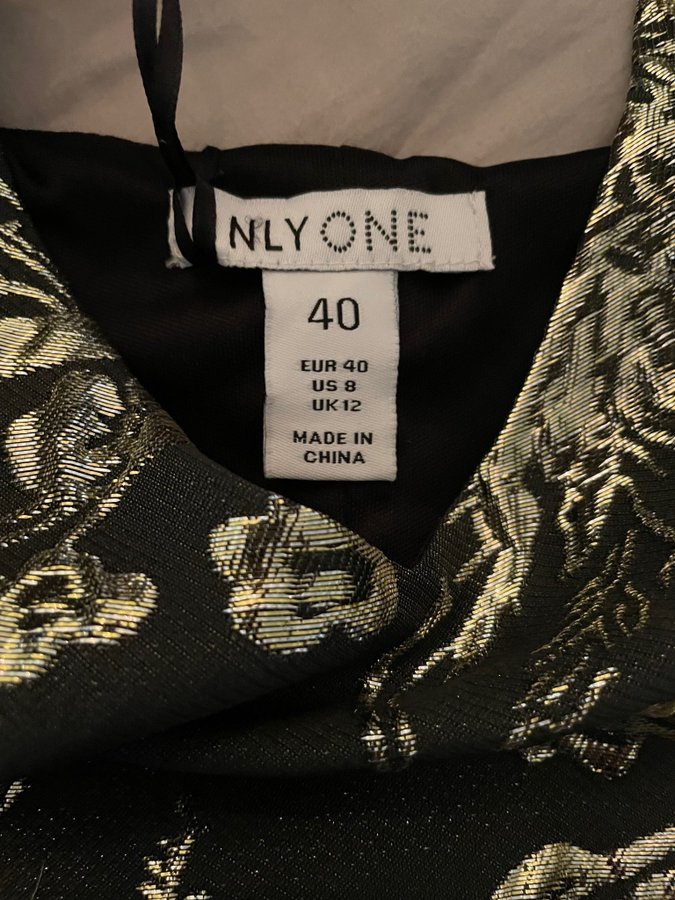 NLY ONE
40
EUR 40
US 8
UK 12
MADE IN
CHINA